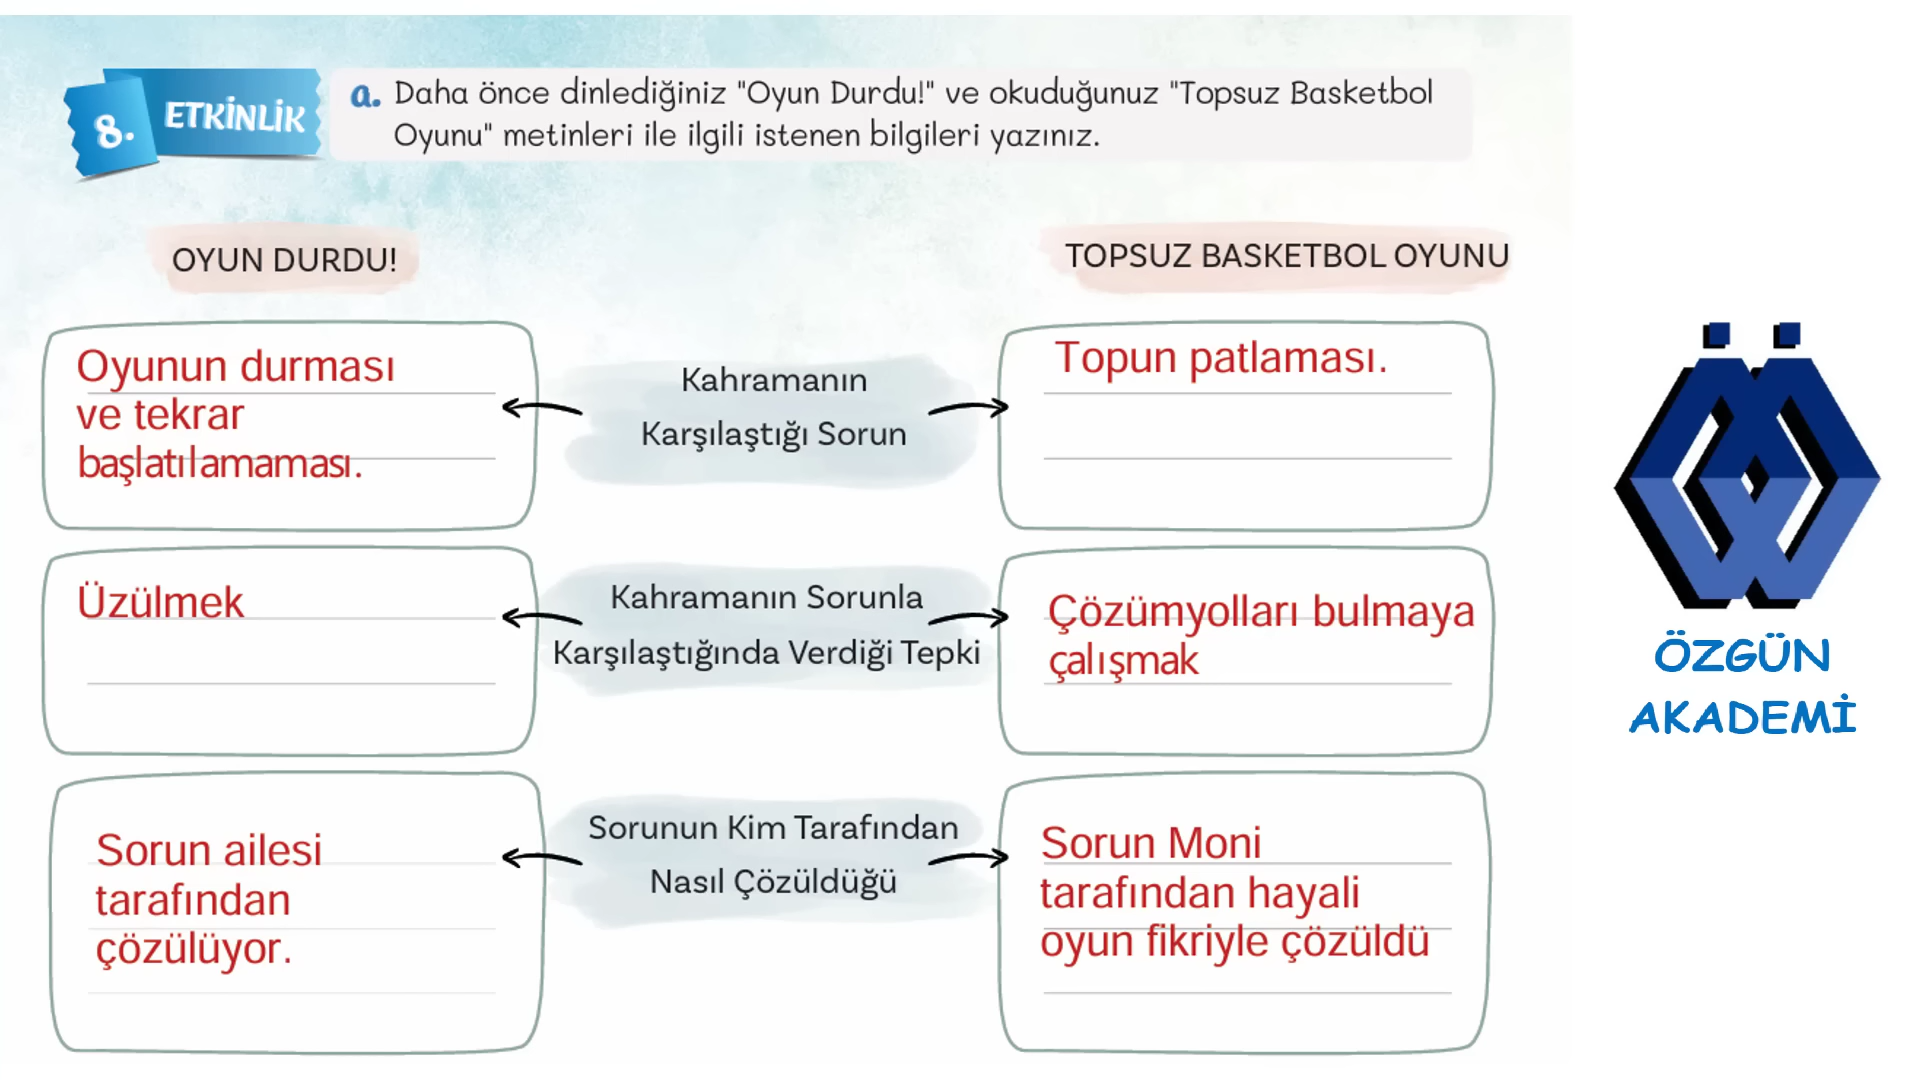 8. ETKİNLİK
a. Daha önce dinlediğiniz "Oyun Durdu!" ve okuduğunuz "Topsuz Basketbol
Oyunu" metinleri ile ilgili istenen bilgileri yazınız.
OYUN DURDU!
TOPSUZ BASKETBOL OYUNU
Oyunun durması
ve tekrar
başlatılamaması.
Kahramanın
Karşılaştığı Sorun
Topun patlaması.
Üzülmek
Kahramanın Sorunla
Karşılaştığında Verdiği Tepki
Çözümyolları bulmaya
çalışmak
Sorun ailesi
tarafından
çözülüyor.
Sorunun Kim Tarafından
Nasıl Çözüldüğü
Sorun Moni
tarafından hayali
oyun fikriyle çözüldü
ÖZGÜN
AKADEMİ